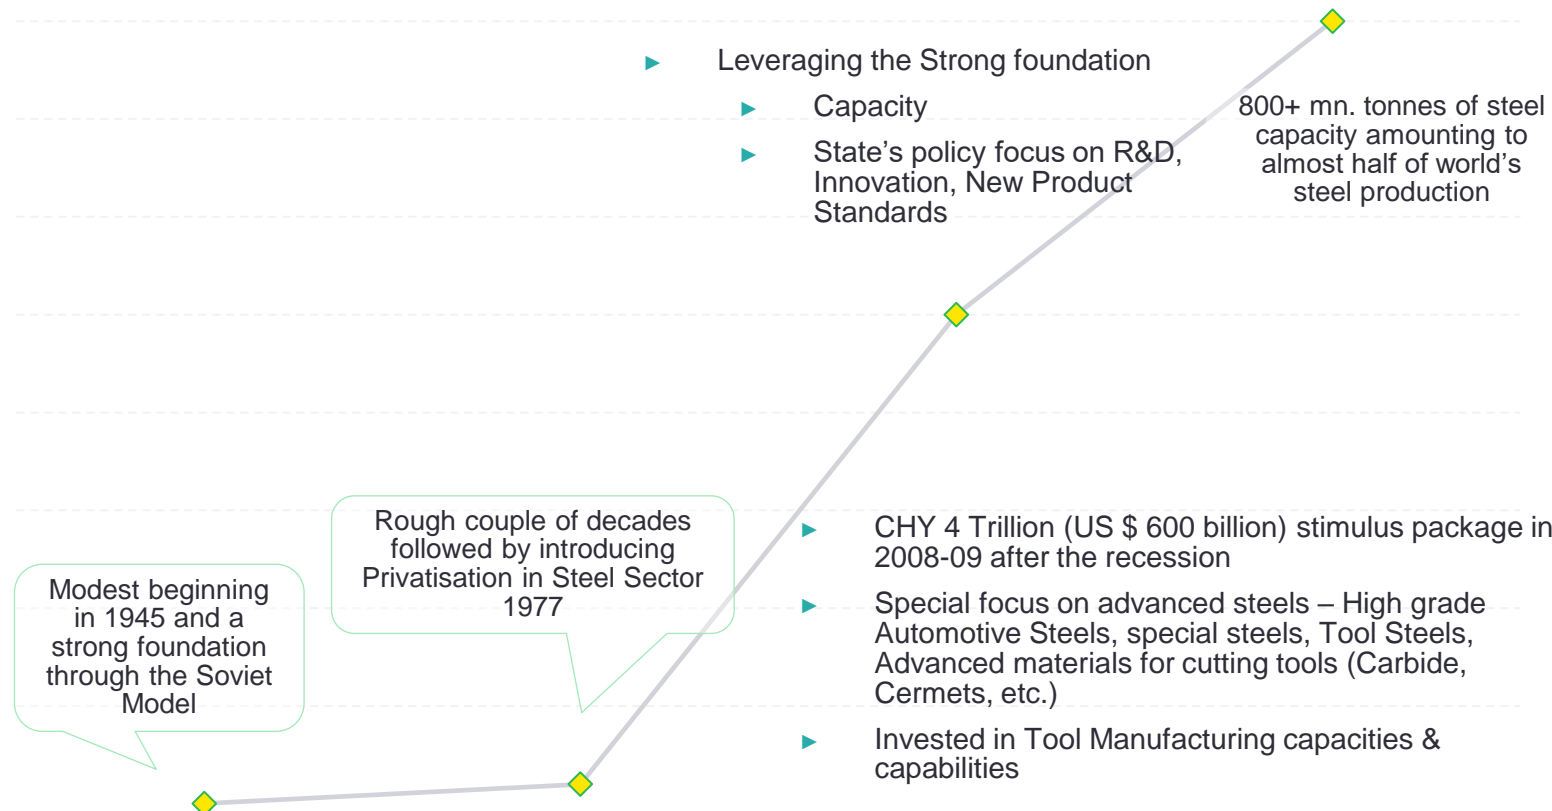 Leveraging the Strong foundation
Capacity
State’s policy focus on R&D,
Innovation, New Product
Standards
800+ mn. tonnes of steel
capacity amounting to
almost half of world’s
steel production
Rough couple of decades
followed by introducing
Privatisation in Steel Sector
1977
Modest beginning
in 1945 and a
strong foundation
through the Soviet
Model
CHY 4 Trillion (US $ 600 billion) stimulus package in
2008-09 after the recession
Special focus on advanced steels – High grade
Automotive Steels, special steels, Tool Steels,
Advanced materials for cutting tools (Carbide,
Cermets, etc.)
Invested in Tool Manufacturing capacities &
capabilities